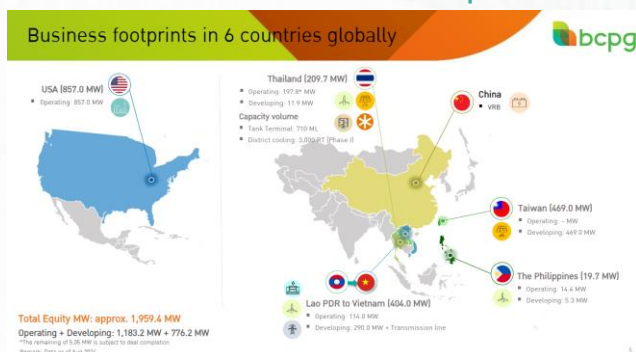 Business footprints in 6 countries globally
bcpg
USA (857.0 MW)
Operating: 857.0 MW
Thailand (209.7 MW)
Operating: 197.8* MW
Developing: 11.9 MW
Capacity volume
Tank Terminal: 710 ML
District cooling: 3,000 RT (Phase I)
China
VRB
Taiwan (469.0 MW)
Operating: - MW
Developing: 469.0 MW
The Philippines (19.7 MW)
Operating: 14.4 MW
Developing: 5.3 MW
Lao PDR to Vietnam (404.0 MW)
Operating: 114.0 MW
Developing: 290.0 MW + Transmission line
Total Equity MW: approx. 1,959.4 MW
Operating + Developing: 1,183.2 MW + 776.2 MW
*The remaining of 5.05 MW is subject to deal completion